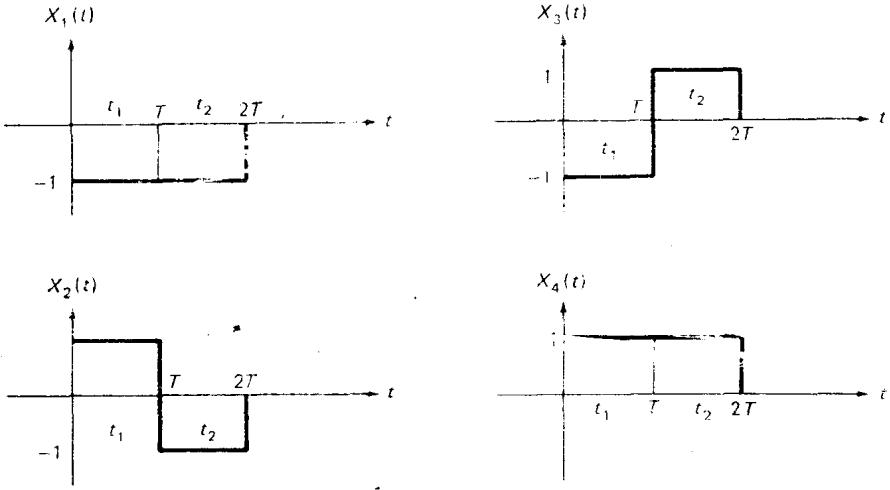 X₁(t)
t₁ T t₂ 2T t
−1
X₃(t)
1
T t₂ t
2T
t₁
−1
X₂(t)
T 2T t
t₁ t₂
−1
X₄(t)
1
t
t₁ T t₂ 2T